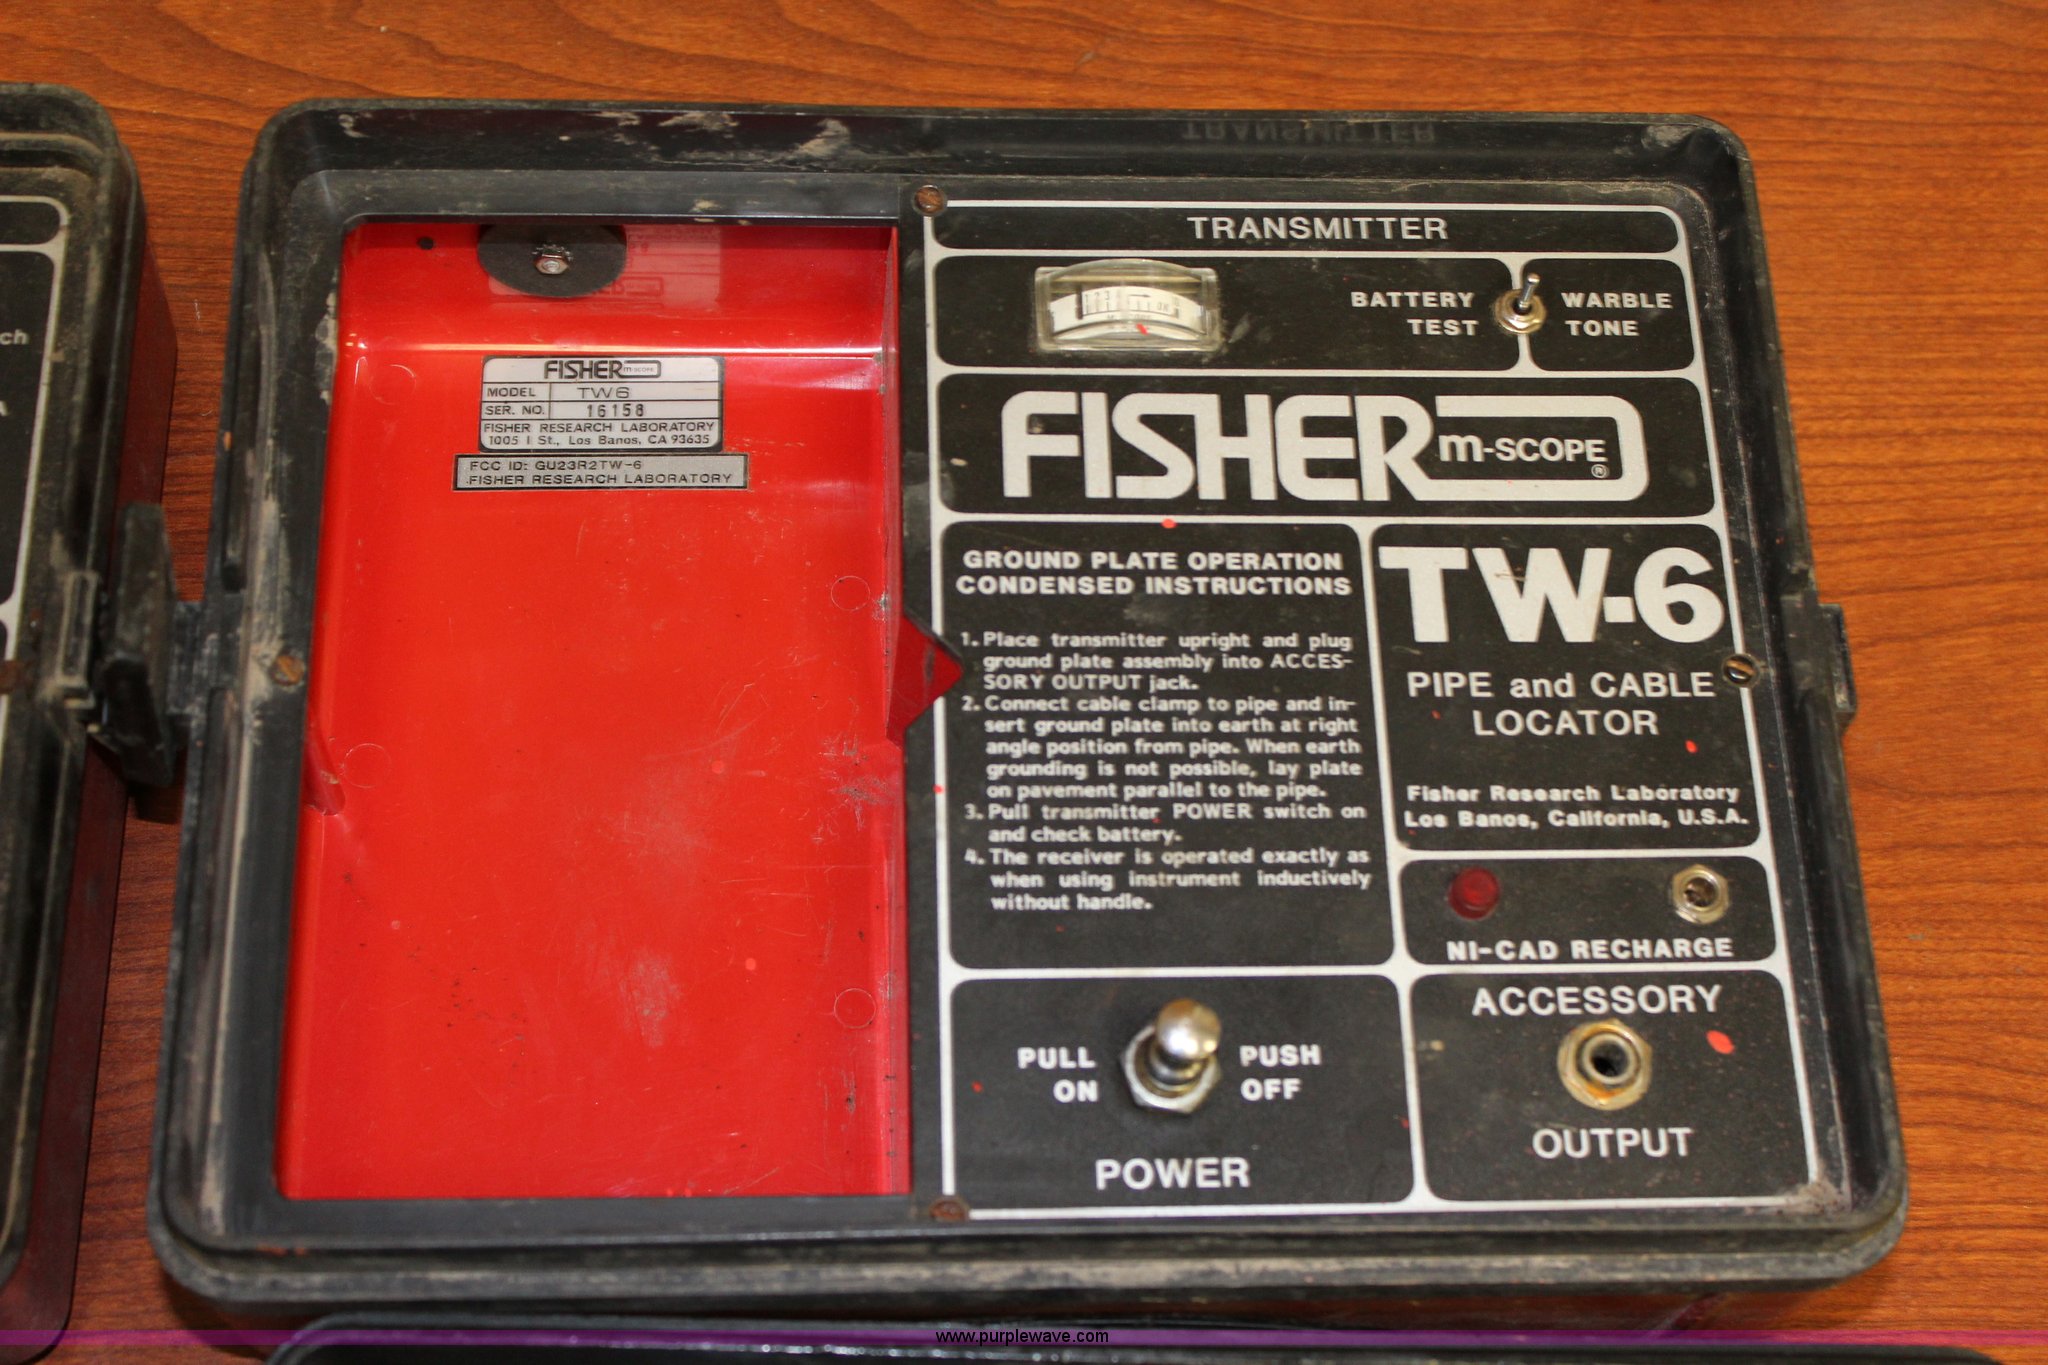 ch
TRANSMITTER
TRANSMITTER
1 2 3
OK
BATTERY
TEST
WARBLE
TONE
FISHER m-SCOPE
MODEL TW6
SER. NO. 16158
FISHER RESEARCH LABORATORY
1005 I St., Los Banos, CA 93635
FCC ID: GU23R2TW-6
FISHER RESEARCH LABORATORY
FISHER m-SCOPE ®
GROUND PLATE OPERATION
CONDENSED INSTRUCTIONS
1. Place transmitter upright and plug
ground plate assembly into ACCES-
SORY OUTPUT jack.
2. Connect cable clamp to pipe and in-
sert ground plate into earth at right
angle position from pipe. When earth
grounding is not possible, lay plate
on pavement parallel to the pipe.
3. Pull transmitter POWER switch on
and check battery.
4. The receiver is operated exactly as
when using instrument inductively
without handle.
TW-6
PIPE and CABLE
LOCATOR
Fisher Research Laboratory
Los Banos, California, U.S.A.
NI-CAD RECHARGE
PULL
ON
PUSH
OFF
POWER
ACCESSORY
OUTPUT
www.purplewave.com